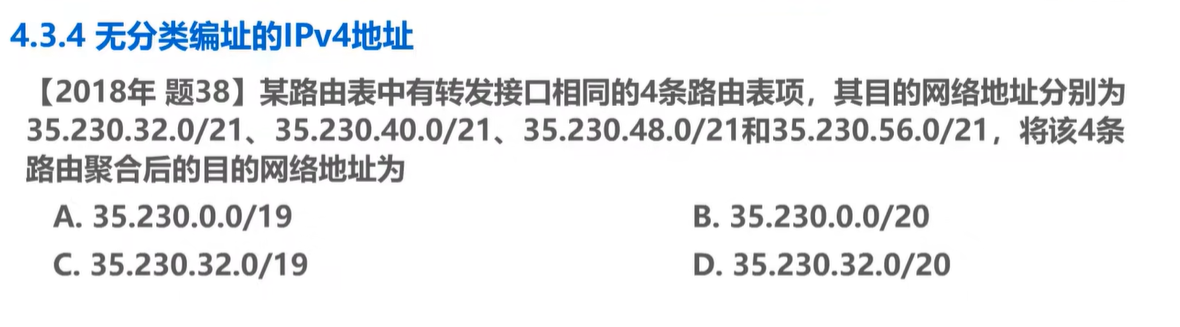 4.3.4 无分类编址的IPv4地址
【2018年 题38】某路由表中有转发接口相同的4条路由表项，其目的网络地址分别为
35.230.32.0/21、35.230.40.0/21、35.230.48.0/21和35.230.56.0/21，将该4条
路由聚合后的目的网络地址为
A. 35.230.0.0/19
B. 35.230.0.0/20
C. 35.230.32.0/19
D. 35.230.32.0/20